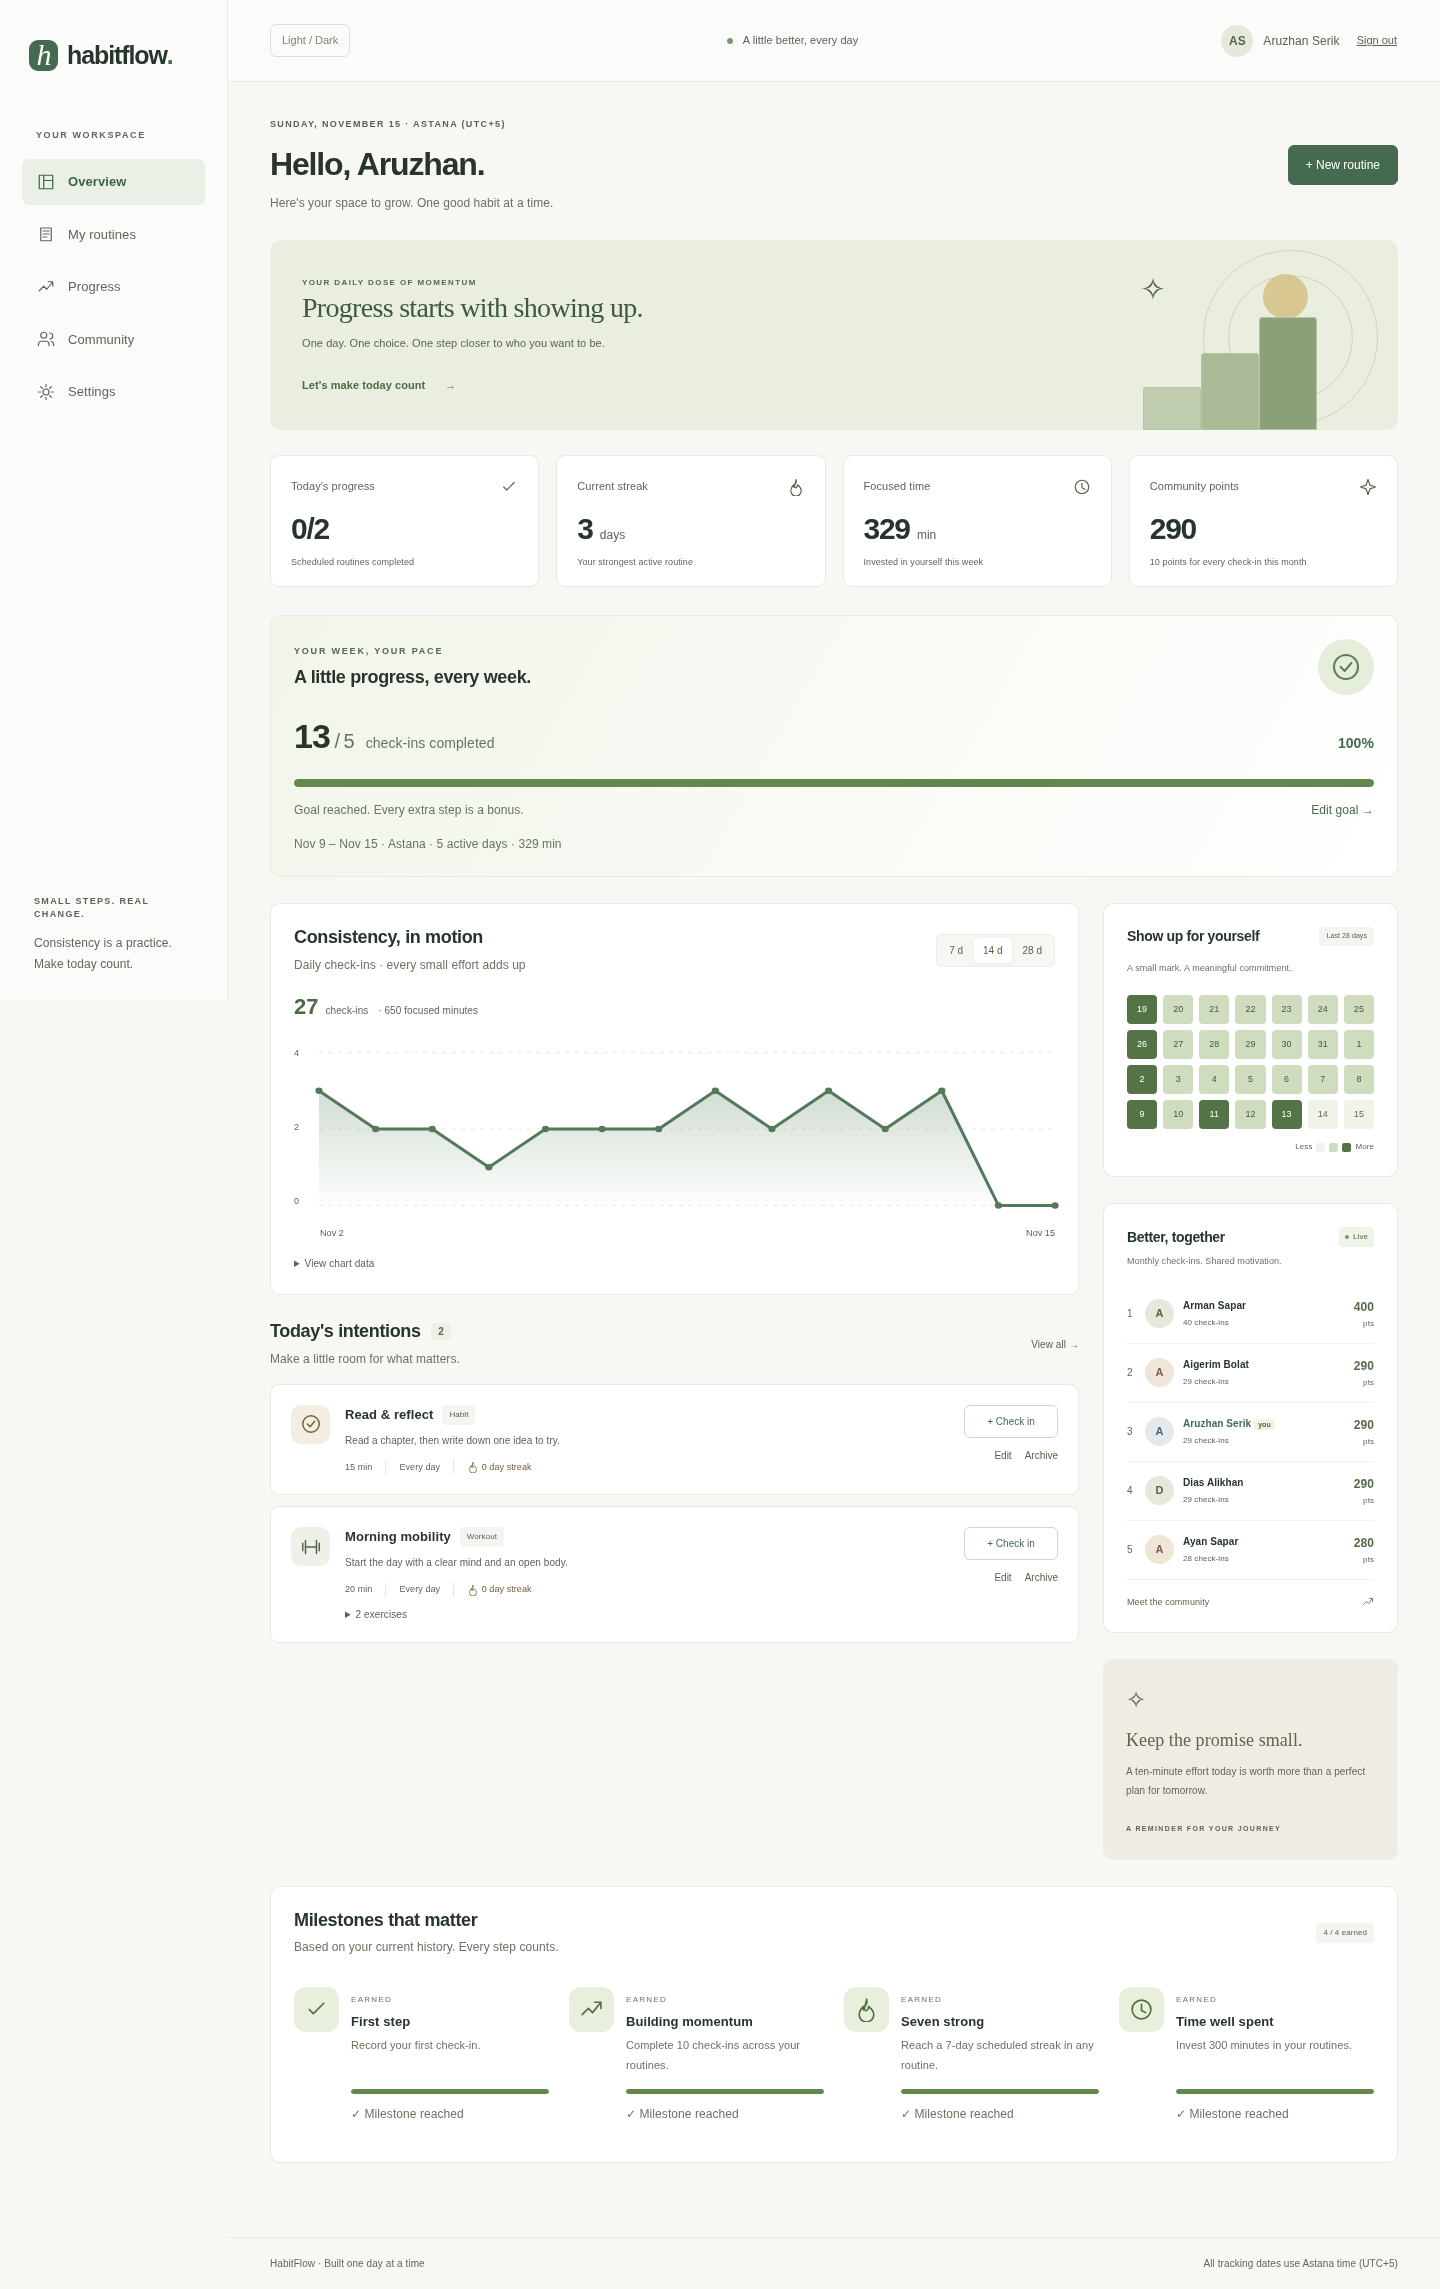 h habitflow.
YOUR WORKSPACE
Overview
My routines
Progress
Community
Settings
SMALL STEPS. REAL
CHANGE.
Consistency is a practice.
Make today count.
Light / Dark
A little better, every day
AS Aruzhan Serik Sign out
SUNDAY, NOVEMBER 15 · ASTANA (UTC+5)
Hello, Aruzhan.
Here's your space to grow. One good habit at a time.
+ New routine
YOUR DAILY DOSE OF MOMENTUM
Progress starts with showing up.
One day. One choice. One step closer to who you want to be.
Let's make today count →
Today's progress
0/2
Scheduled routines completed
Current streak
3 days
Your strongest active routine
Focused time
329 min
Invested in yourself this week
Community points
290
10 points for every check-in this month
YOUR WEEK, YOUR PACE
A little progress, every week.
13 / 5 check-ins completed
100%
Goal reached. Every extra step is a bonus.
Edit goal →
Nov 9 – Nov 15 · Astana · 5 active days · 329 min
Consistency, in motion
Daily check-ins · every small effort adds up
7 d 14 d 28 d
27 check-ins · 650 focused minutes
4
2
0
Nov 2 Nov 15
View chart data
Today's intentions 2
Make a little room for what matters.
View all →
Read & reflect Habit
Read a chapter, then write down one idea to try.
15 min Every day 0 day streak
+ Check in
Edit Archive
Morning mobility Workout
Start the day with a clear mind and an open body.
20 min Every day 0 day streak
2 exercises
+ Check in
Edit Archive
Show up for yourself Last 28 days
A small mark. A meaningful commitment.
19 20 21 22 23 24 25
26 27 28 29 30 31 1
2 3 4 5 6 7 8
9 10 11 12 13 14 15
Less More
Better, together Live
Monthly check-ins. Shared motivation.
1 A Arman Sapar 400
40 check-ins pts
2 A Aigerim Bolat 290
29 check-ins pts
3 A Aruzhan Serik you 290
29 check-ins pts
4 D Dias Alikhan 290
29 check-ins pts
5 A Ayan Sapar 280
28 check-ins pts
Meet the community
Keep the promise small.
A ten-minute effort today is worth more than a perfect
plan for tomorrow.
A REMINDER FOR YOUR JOURNEY
Milestones that matter
Based on your current history. Every step counts.
4 / 4 earned
EARNED
First step
Record your first check-in.
✓ Milestone reached
EARNED
Building momentum
Complete 10 check-ins across your
routines.
✓ Milestone reached
EARNED
Seven strong
Reach a 7-day scheduled streak in any
routine.
✓ Milestone reached
EARNED
Time well spent
Invest 300 minutes in your routines.
✓ Milestone reached
HabitFlow · Built one day at a time
All tracking dates use Astana time (UTC+5)